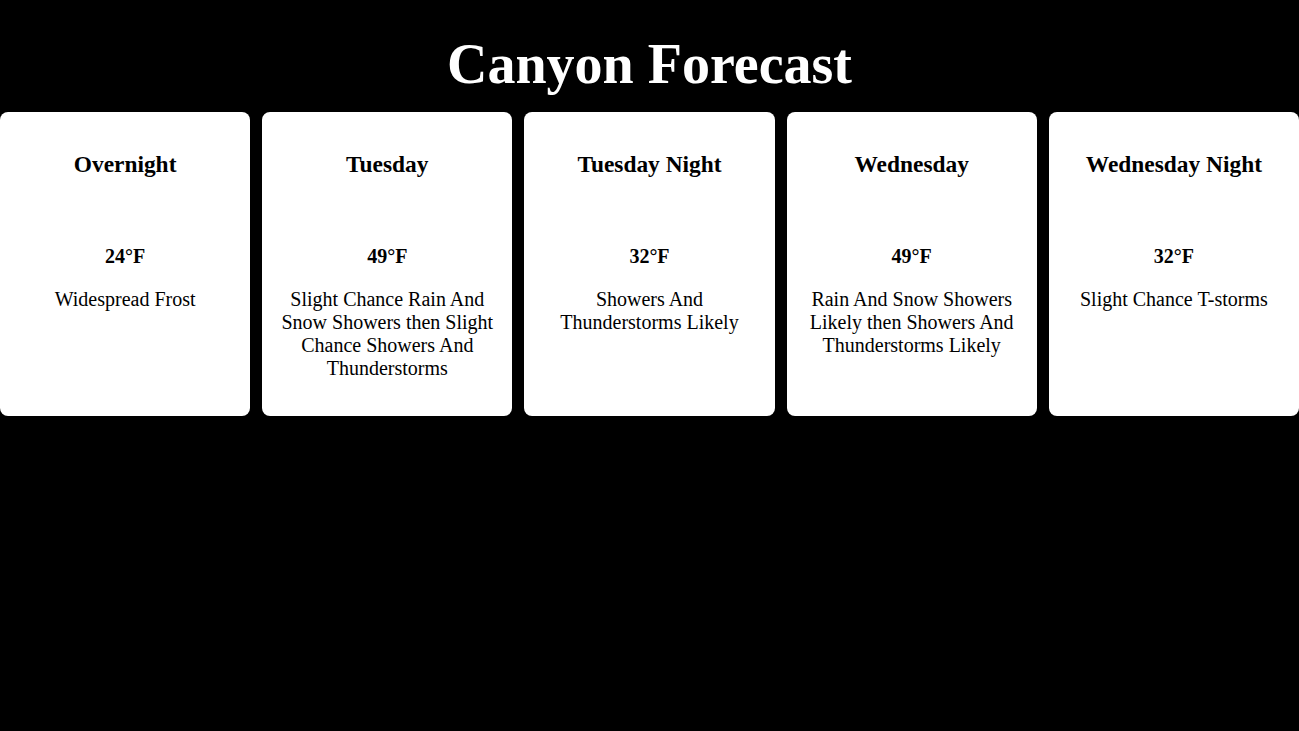 Canyon Forecast
Overnight
24°F
Widespread Frost
Tuesday
49°F
Slight Chance Rain And
Snow Showers then Slight
Chance Showers And
Thunderstorms
Tuesday Night
32°F
Showers And
Thunderstorms Likely
Wednesday
49°F
Rain And Snow Showers
Likely then Showers And
Thunderstorms Likely
Wednesday Night
32°F
Slight Chance T-storms